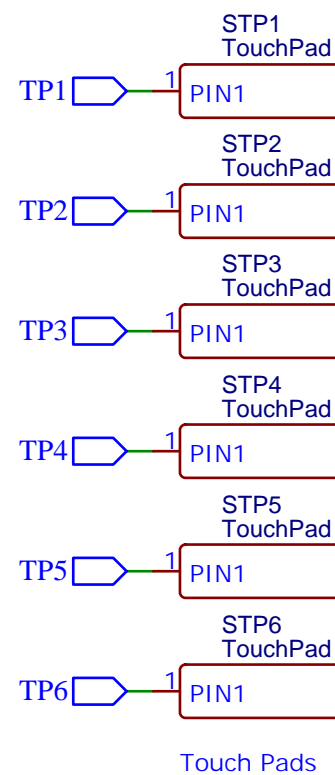 STP1
TouchPad
TP1 1 PIN1
STP2
TouchPad
TP2 1 PIN1
STP3
TouchPad
TP3 1 PIN1
STP4
TouchPad
TP4 1 PIN1
STP5
TouchPad
TP5 1 PIN1
STP6
TouchPad
TP6 1 PIN1
Touch Pads